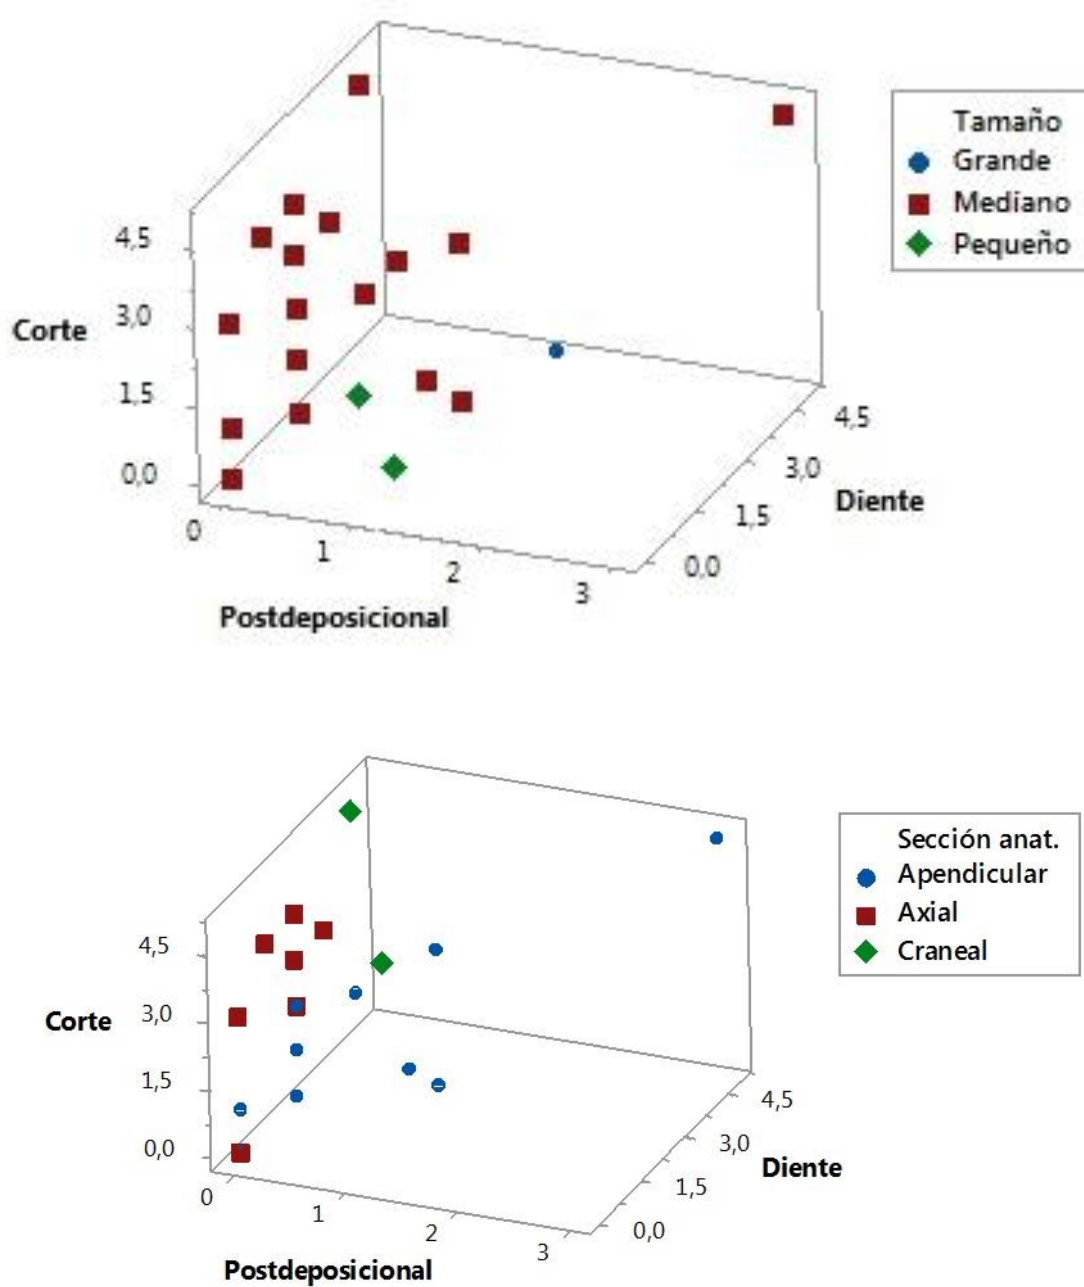 Tamaño
Grande
Mediano
Pequeño
4,5
3,0
Corte
1,5
0,0
0
1
2
3
Postdeposicional
4,5
3,0
1,5
0,0
Diente
Sección anat.
Apendicular
Axial
Craneal
4,5
3,0
Corte
1,5
0,0
0
1
2
3
Postdeposicional
4,5
3,0
1,5
0,0
Diente